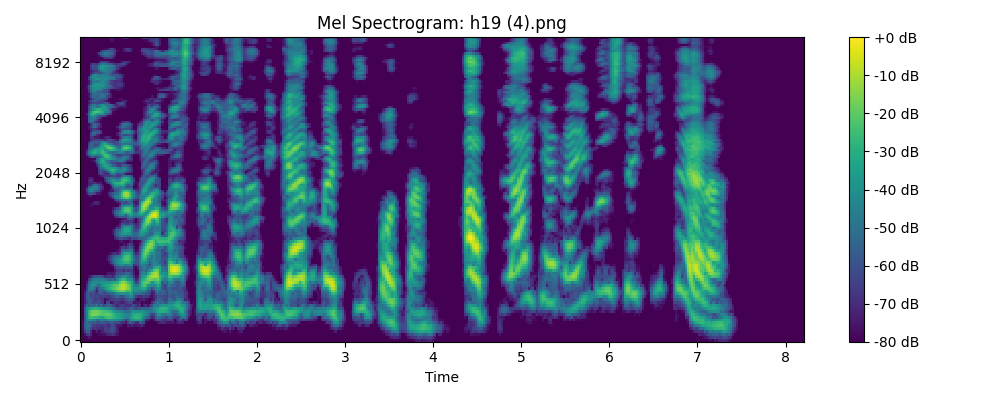 Mel Spectrogram: h19 (4).png
Hz
8192
4096
2048
1024
512
0
0 1 2 3 4 5 6 7 8
Time
+0 dB
-10 dB
-20 dB
-30 dB
-40 dB
-50 dB
-60 dB
-70 dB
-80 dB